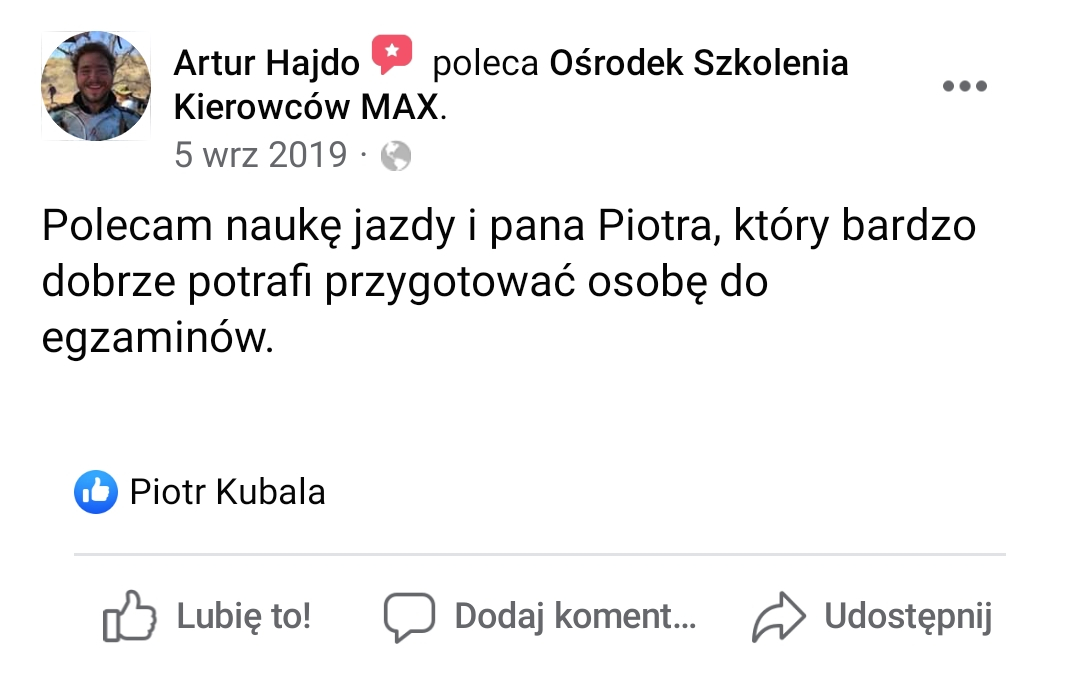 Artur Hajdo poleca Ośrodek Szkolenia
Kierowców MAX.
5 wrz 2019 ·
Polecam naukę jazdy i pana Piotra, który bardzo
dobrze potrafi przygotować osobę do
egzaminów.
Piotr Kubala
Lubię to! Dodaj koment... Udostępnij